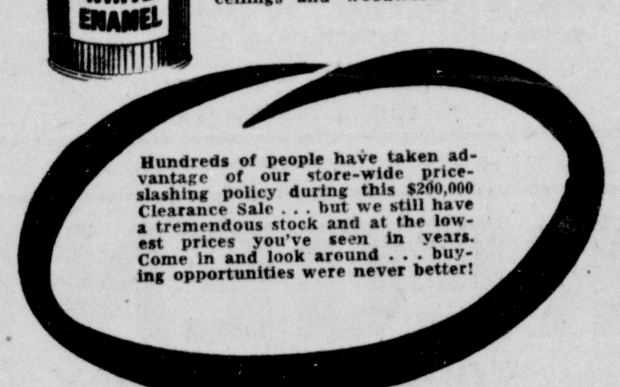 ENAMEL
Hundreds of people have taken ad-
vantage of our store-wide price-
slashing policy during this $200,000
Clearance Sale . . . but we still have
a tremendous stock and at the low-
est prices you've seen in years.
Come in and look around . . . buy-
ing opportunities were never better!